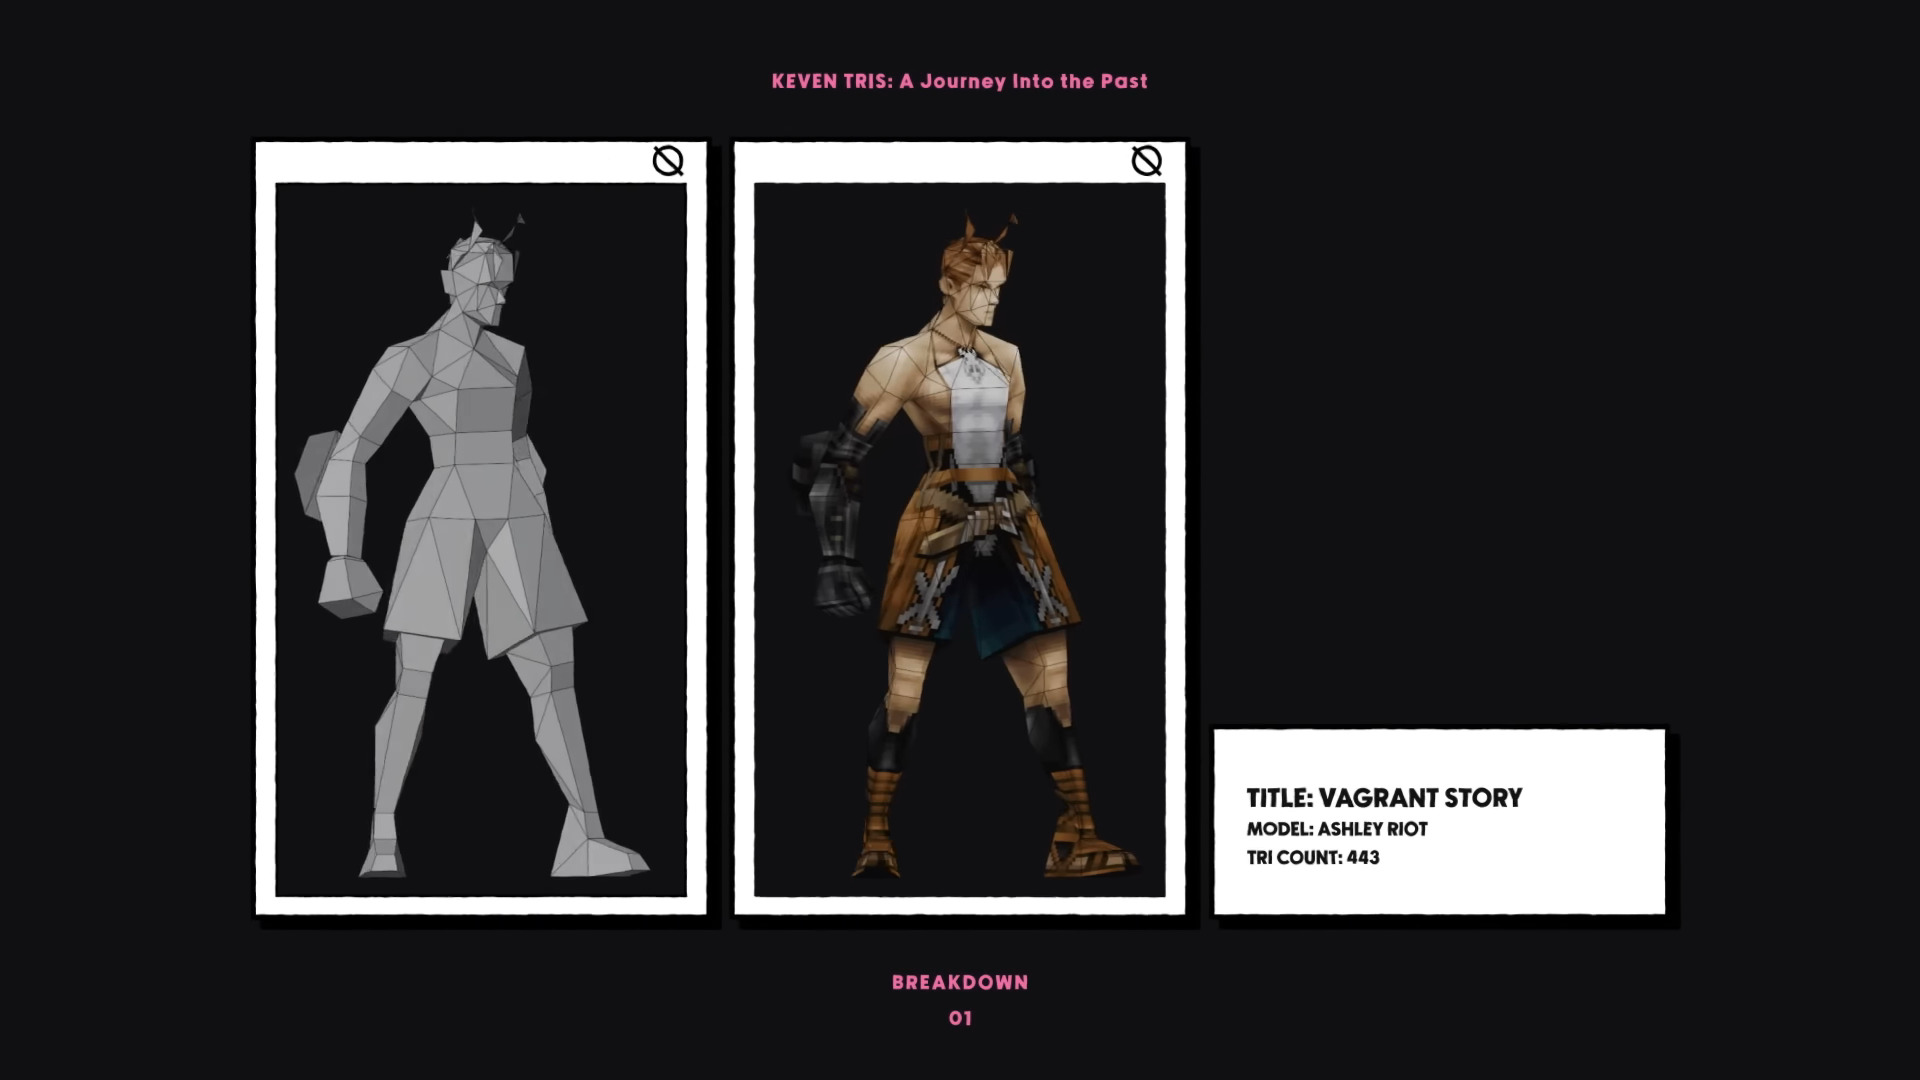 KEVEN TRIS: A Journey Into the Past
TITLE: VAGRANT STORY
MODEL: ASHLEY RIOT
TRI COUNT: 443
BREAKDOWN
01